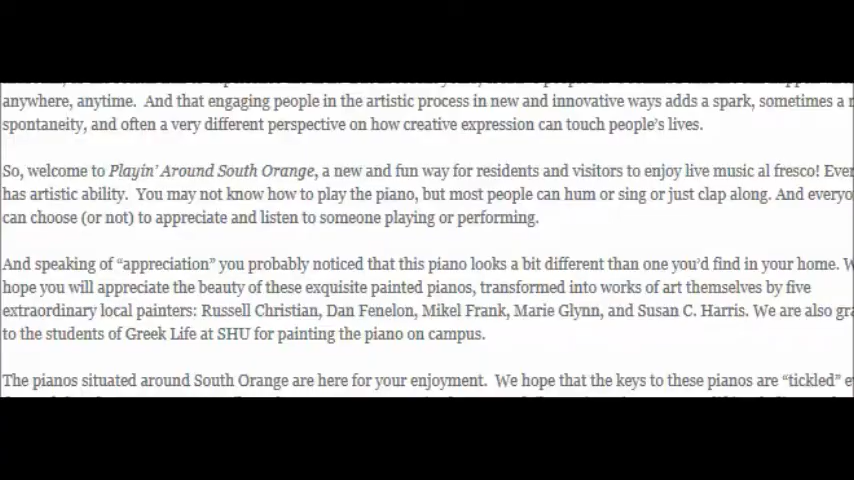 anywhere, anytime. And that engaging people in the artistic process in new and innovative ways adds a spark, sometimes a
spontaneity, and often a very different perspective on how creative expression can touch people's lives.
So, welcome to Playin' Around South Orange, a new and fun way for residents and visitors to enjoy live music al fresco! Ever
has artistic ability. You may not know how to play the piano, but most people can hum or sing or just clap along. And everyo
can choose (or not) to appreciate and listen to someone playing or performing.
And speaking of “appreciation” you probably noticed that this piano looks a bit different than one you'd find in your home. W
hope you will appreciate the beauty of these exquisite painted pianos, transformed into works of art themselves by five
extraordinary local painters: Russell Christian, Dan Fenelon, Mikel Frank, Marie Glynn, and Susan C. Harris. We are also gra
to the students of Greek Life at SHU for painting the piano on campus.
The pianos situated around South Orange are here for your enjoyment. We hope that the keys to these pianos are “tickled” e